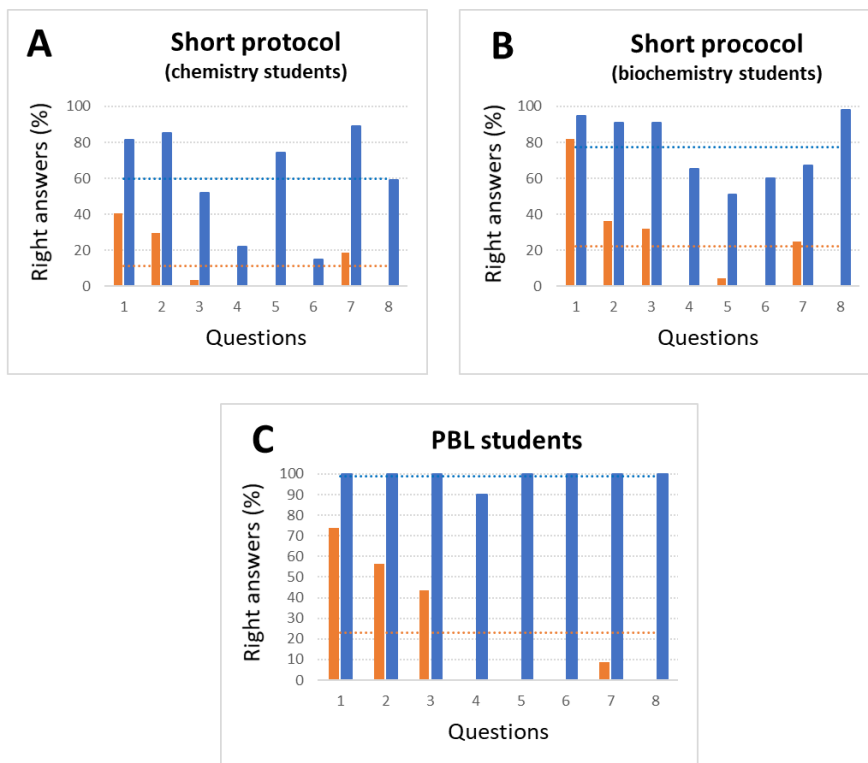 A
Short protocol
(chemistry students)
Right answers (%)
100
80
60
40
20
0
1 2 3 4 5 6 7 8
Questions
B
Short prococol
(biochemistry students)
Right answers (%)
100
80
60
40
20
0
1 2 3 4 5 6 7 8
Questions
C
PBL students
Right answers (%)
100
90
80
70
60
50
40
30
20
10
0
1 2 3 4 5 6 7 8
Questions